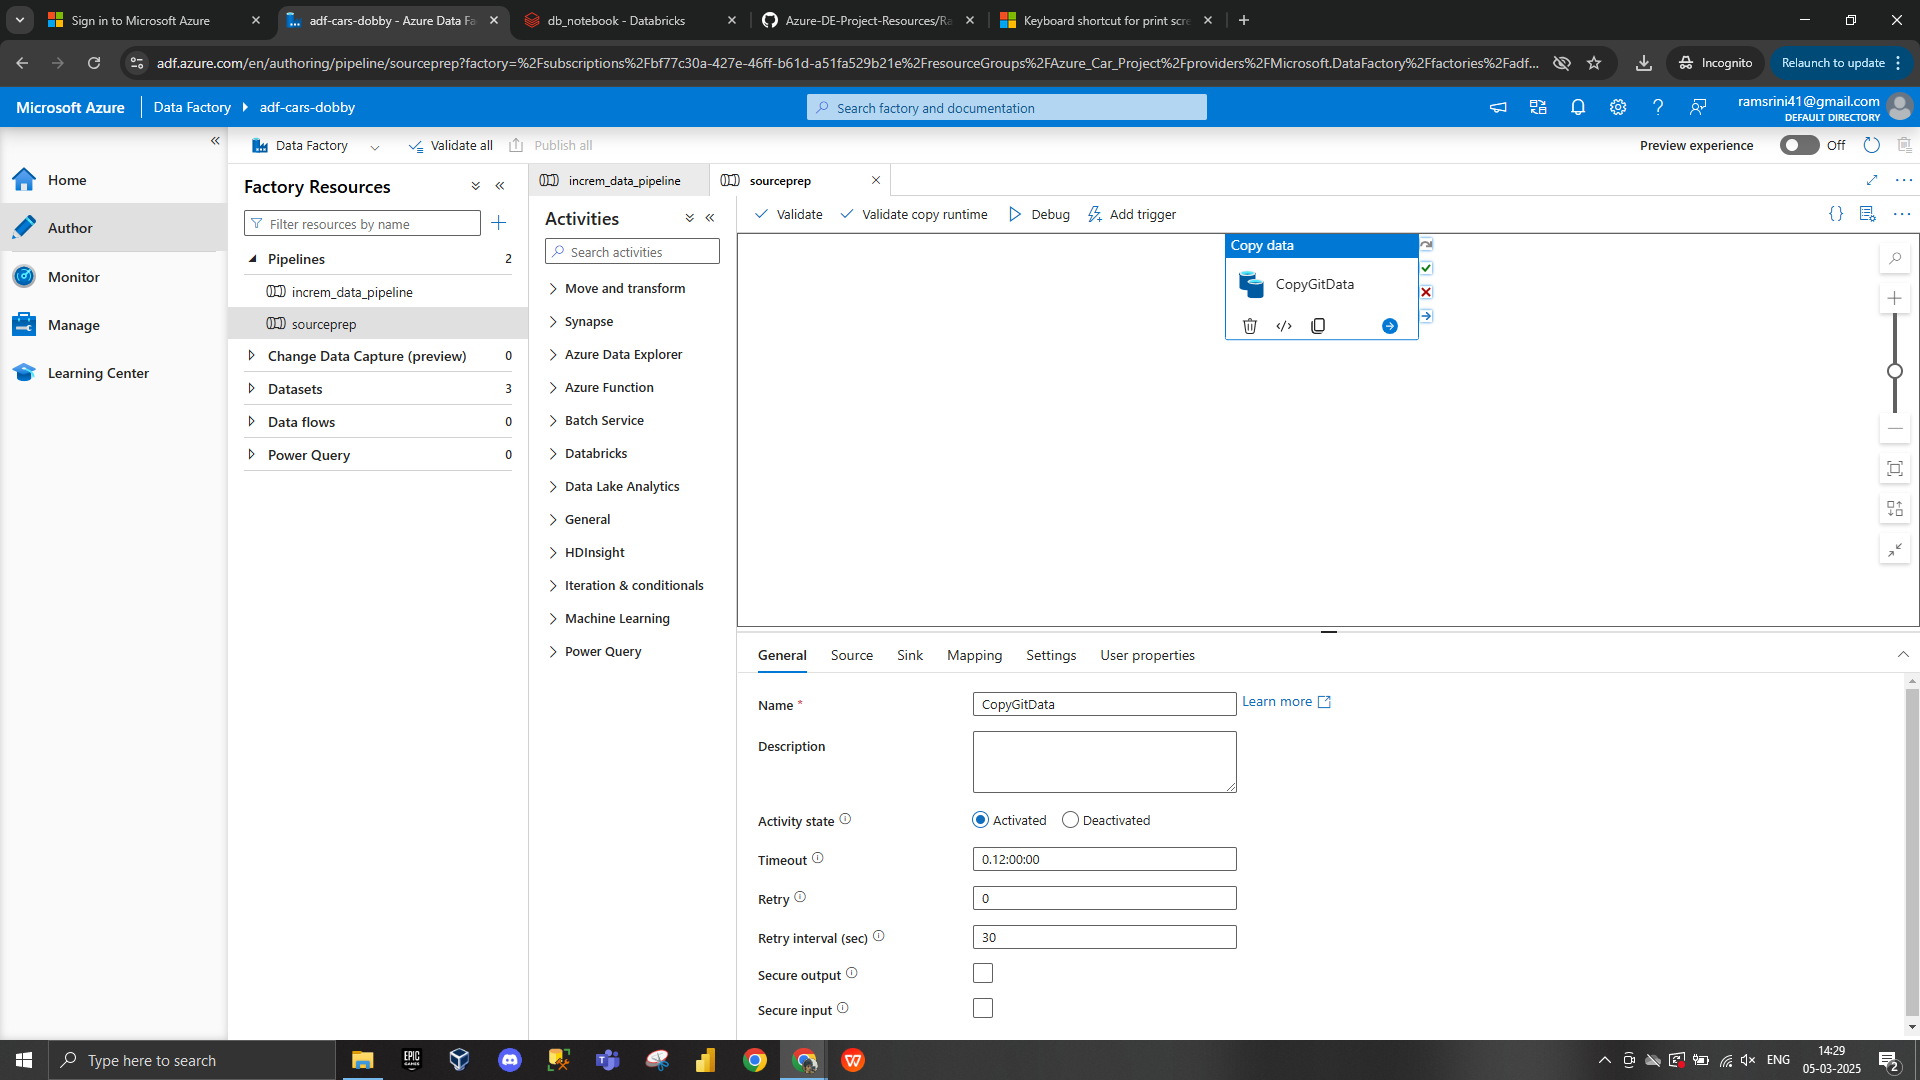 Sign in to Microsoft Azure
adf-cars-dobby - Azure Data Fa
db_notebook - Databricks
Azure-DE-Project-Resources/Ra
Keyboard shortcut for print scre
adf.azure.com/en/authoring/pipeline/sourceprep?factory=%2Fsubscriptions%2Fbf77c30a-427e-46ff-b61d-a51fa529b21e%2FresourceGroups%2FAzure_Car_Project%2Fproviders%2FMicrosoft.DataFactory%2Ffactories%2Fadf...
Incognito
Relaunch to update
Microsoft Azure
Data Factory
adf-cars-dobby
Search factory and documentation
ramsrini41@gmail.com
DEFAULT DIRECTORY
Data Factory
Validate all
Publish all
Preview experience
Off
Home
Author
Monitor
Manage
Learning Center
Factory Resources
Filter resources by name
Pipelines 2
increm_data_pipeline
sourceprep
Change Data Capture (preview) 0
Datasets 3
Data flows 0
Power Query 0
increm_data_pipeline
sourceprep
Activities
Search activities
Move and transform
Synapse
Azure Data Explorer
Azure Function
Batch Service
Databricks
Data Lake Analytics
General
HDInsight
Iteration & conditionals
Machine Learning
Power Query
Validate
Validate copy runtime
Debug
Add trigger
Copy data
CopyGitData
General
Source
Sink
Mapping
Settings
User properties
Name *
CopyGitData
Learn more
Description
Activity state
Activated
Deactivated
Timeout
0.12:00:00
Retry
0
Retry interval (sec)
30
Secure output
Secure input
Type here to search
EPIC
GAMES
ENG
14:29
05-03-2025
2